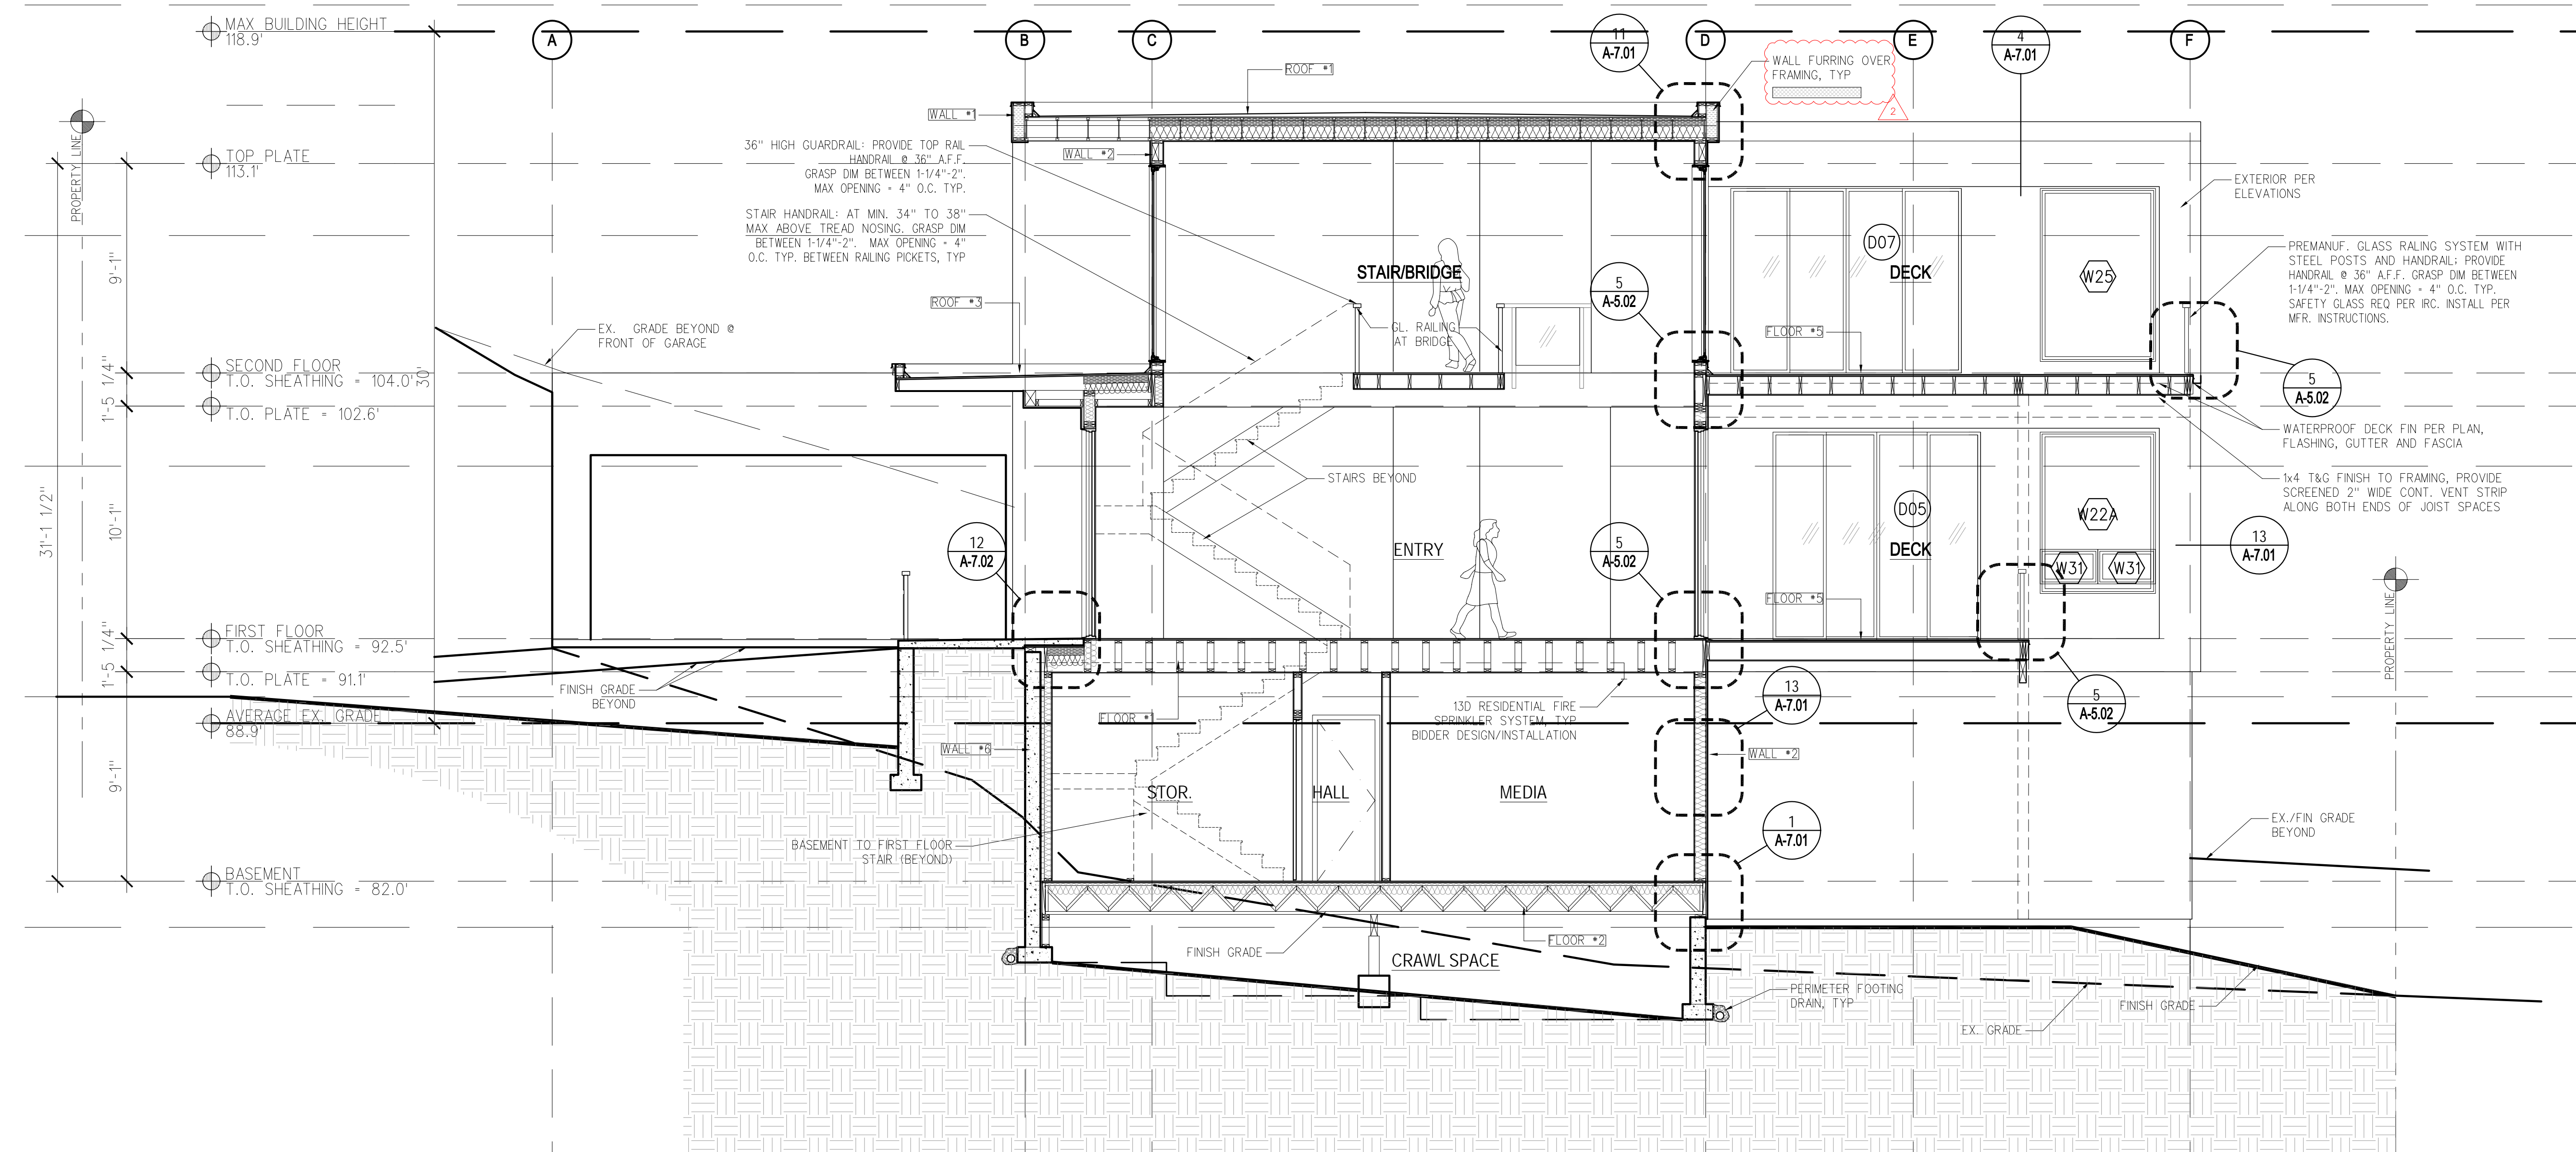 MAX BUILDING HEIGHT
118.9'
A
B
C
11
A-7.01
D
E
4
A-7.01
F
WALL FURRING OVER
FRAMING, TYP
2
ROOF #1
WALL #1
WALL #2
PROPERTY LINE
TOP PLATE
113.1'
36" HIGH GUARDRAIL: PROVIDE TOP RAIL
HANDRAIL @ 36" A.F.F.
GRASP DIM BETWEEN 1-1/4"-2".
MAX OPENING = 4" O.C. TYP.
STAIR HANDRAIL: AT MIN. 34" TO 38"
MAX ABOVE TREAD NOSING. GRASP DIM
BETWEEN 1-1/4"-2". MAX OPENING = 4"
O.C. TYP. BETWEEN RAILING PICKETS, TYP
EXTERIOR PER
ELEVATIONS
9'-1"
STAIR/BRIDGE
5
A-5.02
D07
DECK
W25
PREMANUF. GLASS RALING SYSTEM WITH
STEEL POSTS AND HANDRAIL; PROVIDE
HANDRAIL @ 36" A.F.F. GRASP DIM BETWEEN
1-1/4"-2". MAX OPENING = 4" O.C. TYP.
SAFETY GLASS REQ PER IRC. INSTALL PER
MFR. INSTRUCTIONS.
ROOF #3
EX. GRADE BEYOND @
FRONT OF GARAGE
GL. RAILING
AT BRIDGE
FLOOR #5
SECOND FLOOR
T.O. SHEATHING = 104.0'
30'
1'-5 1/4"
T.O. PLATE = 102.6'
5
A-5.02
WATERPROOF DECK FIN PER PLAN,
FLASHING, GUTTER AND FASCIA
1x4 T&G FINISH TO FRAMING, PROVIDE
SCREENED 2" WIDE CONT. VENT STRIP
ALONG BOTH ENDS OF JOIST SPACES
STAIRS BEYOND
31'-1 1/2"
10'-1"
12
A-7.02
ENTRY
5
A-5.02
D05
DECK
W22A
W31
W31
13
A-7.01
FLOOR #5
PROPERTY LINE
FIRST FLOOR
T.O. SHEATHING = 92.5'
1'-5 1/4"
T.O. PLATE = 91.1'
FINISH GRADE
BEYOND
AVERAGE EX. GRADE
88.9'
FLOOR #1
13D RESIDENTIAL FIRE
SPRINKLER SYSTEM, TYP
BIDDER DESIGN/INSTALLATION
13
A-7.01
5
A-5.02
WALL #6
WALL #2
9'-1"
STOR.
HALL
MEDIA
BASEMENT TO FIRST FLOOR
STAIR (BEYOND)
1
A-7.01
EX./FIN GRADE
BEYOND
BASEMENT
T.O. SHEATHING = 82.0'
FINISH GRADE
FLOOR #2
CRAWL SPACE
PERIMETER FOOTING
DRAIN, TYP
EX. GRADE
FINISH GRADE